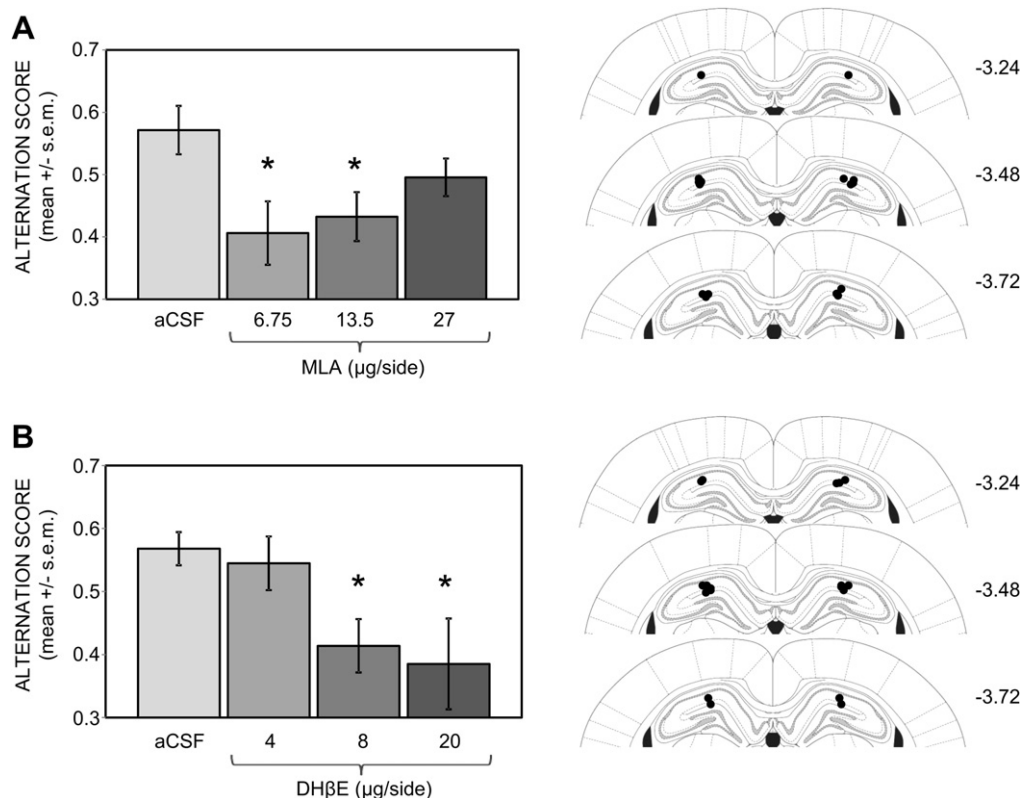 A
ALTERNATION SCORE
(mean +/- s.e.m.)
0.7
0.6
0.5
0.4
0.3
* *
aCSF 6.75 13.5 27
MLA (µg/side)
-3.24
-3.48
-3.72
B
ALTERNATION SCORE
(mean +/- s.e.m.)
0.7
0.6
0.5
0.4
0.3
* *
aCSF 4 8 20
DHβE (µg/side)
-3.24
-3.48
-3.72